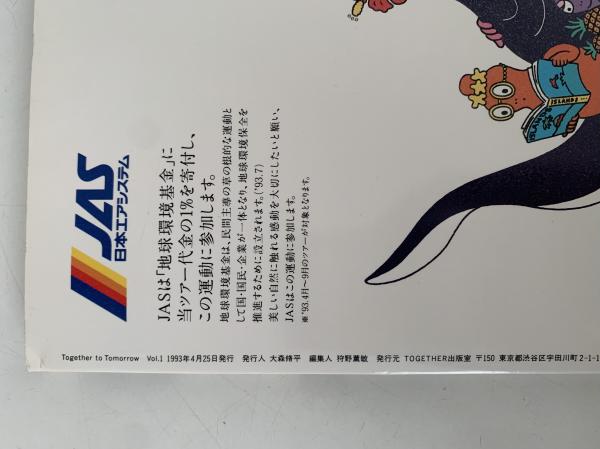 JAS
日本エアシステム
JASは「地球環境基金」に
当ツアー代金の1%を寄付し、
この運動に参加します。
地球環境基金は、民間主導の草の根的な運動と
して国・国民・企業が一体となり、地球環境保全を
推進するために設立されます。('93.7)
美しい自然に触れる感動を大切にしたいと願い、
JASはこの運動に参加します。
'93.4月〜9月のツアーが対象となります。
ISLANDS
Together to Tomorrow Vol.1 1993年4月25日発行 発行人 大森脩平 編集人 狩野薫敏 発行元 TOGETHER出版室 〒150 東京都渋谷区宇田川町2-1-1